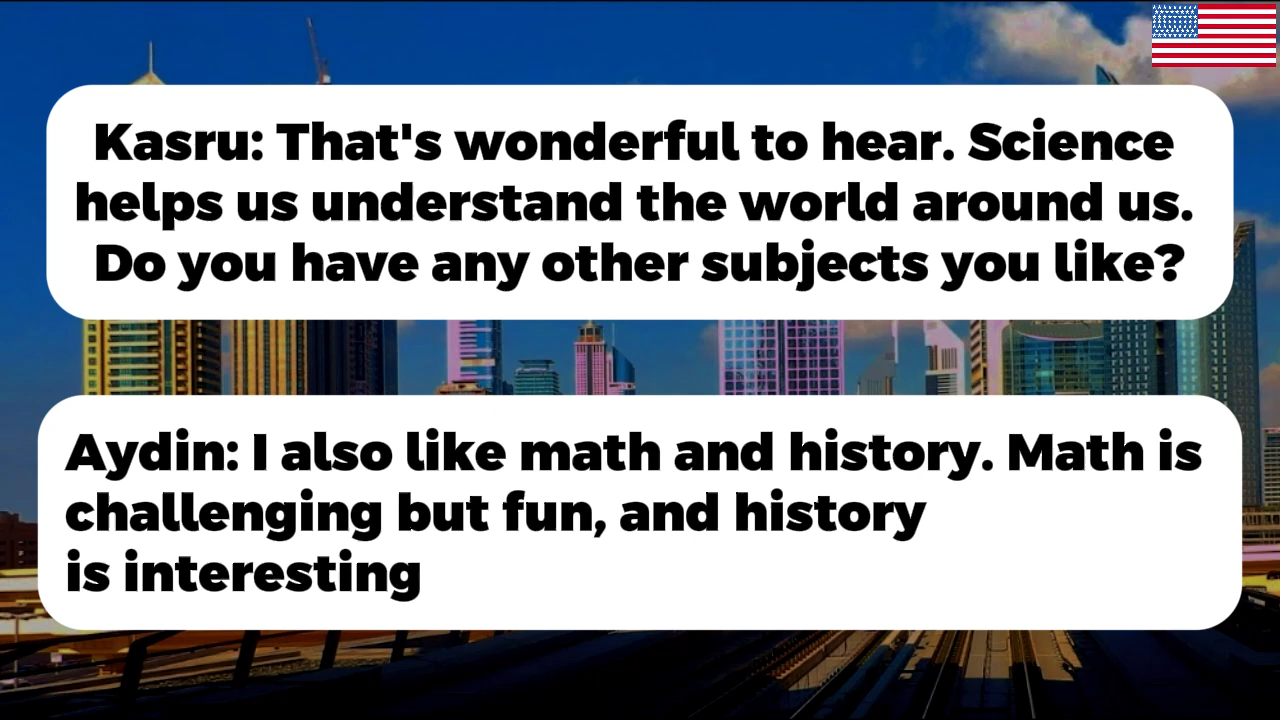 Kasru: That's wonderful to hear. Science
helps us understand the world around us.
Do you have any other subjects you like?
Aydin: I also like math and history. Math is
challenging but fun, and history
is interesting